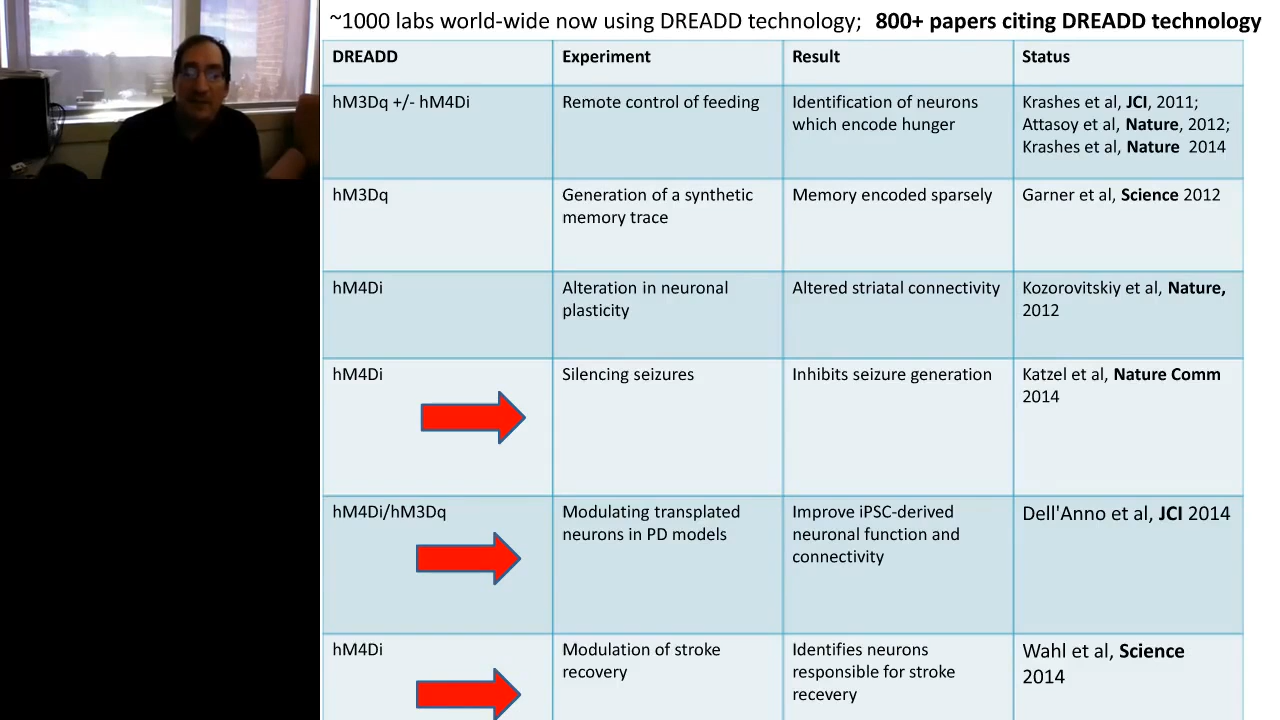 ~1000 labs world-wide now using DREADD technology; 800+ papers citing DREADD technology
DREADD
Experiment
Result
Status
hM3Dq +/- hM4Di
Remote control of feeding
Identification of neurons
which encode hunger
Krashes et al, JCI, 2011;
Attasoy et al, Nature, 2012;
Krashes et al, Nature 2014
hM3Dq
Generation of a synthetic
memory trace
Memory encoded sparsely
Garner et al, Science 2012
hM4Di
Alteration in neuronal
plasticity
Altered striatal connectivity
Kozorovitskiy et al, Nature,
2012
hM4Di
Silencing seizures
Inhibits seizure generation
Katzel et al, Nature Comm
2014
hM4Di/hM3Dq
Modulating transplated
neurons in PD models
Improve iPSC-derived
neuronal function and
connectivity
Dell'Anno et al, JCI 2014
hM4Di
Modulation of stroke
recovery
Identifies neurons
responsible for stroke
recevery
Wahl et al, Science
2014